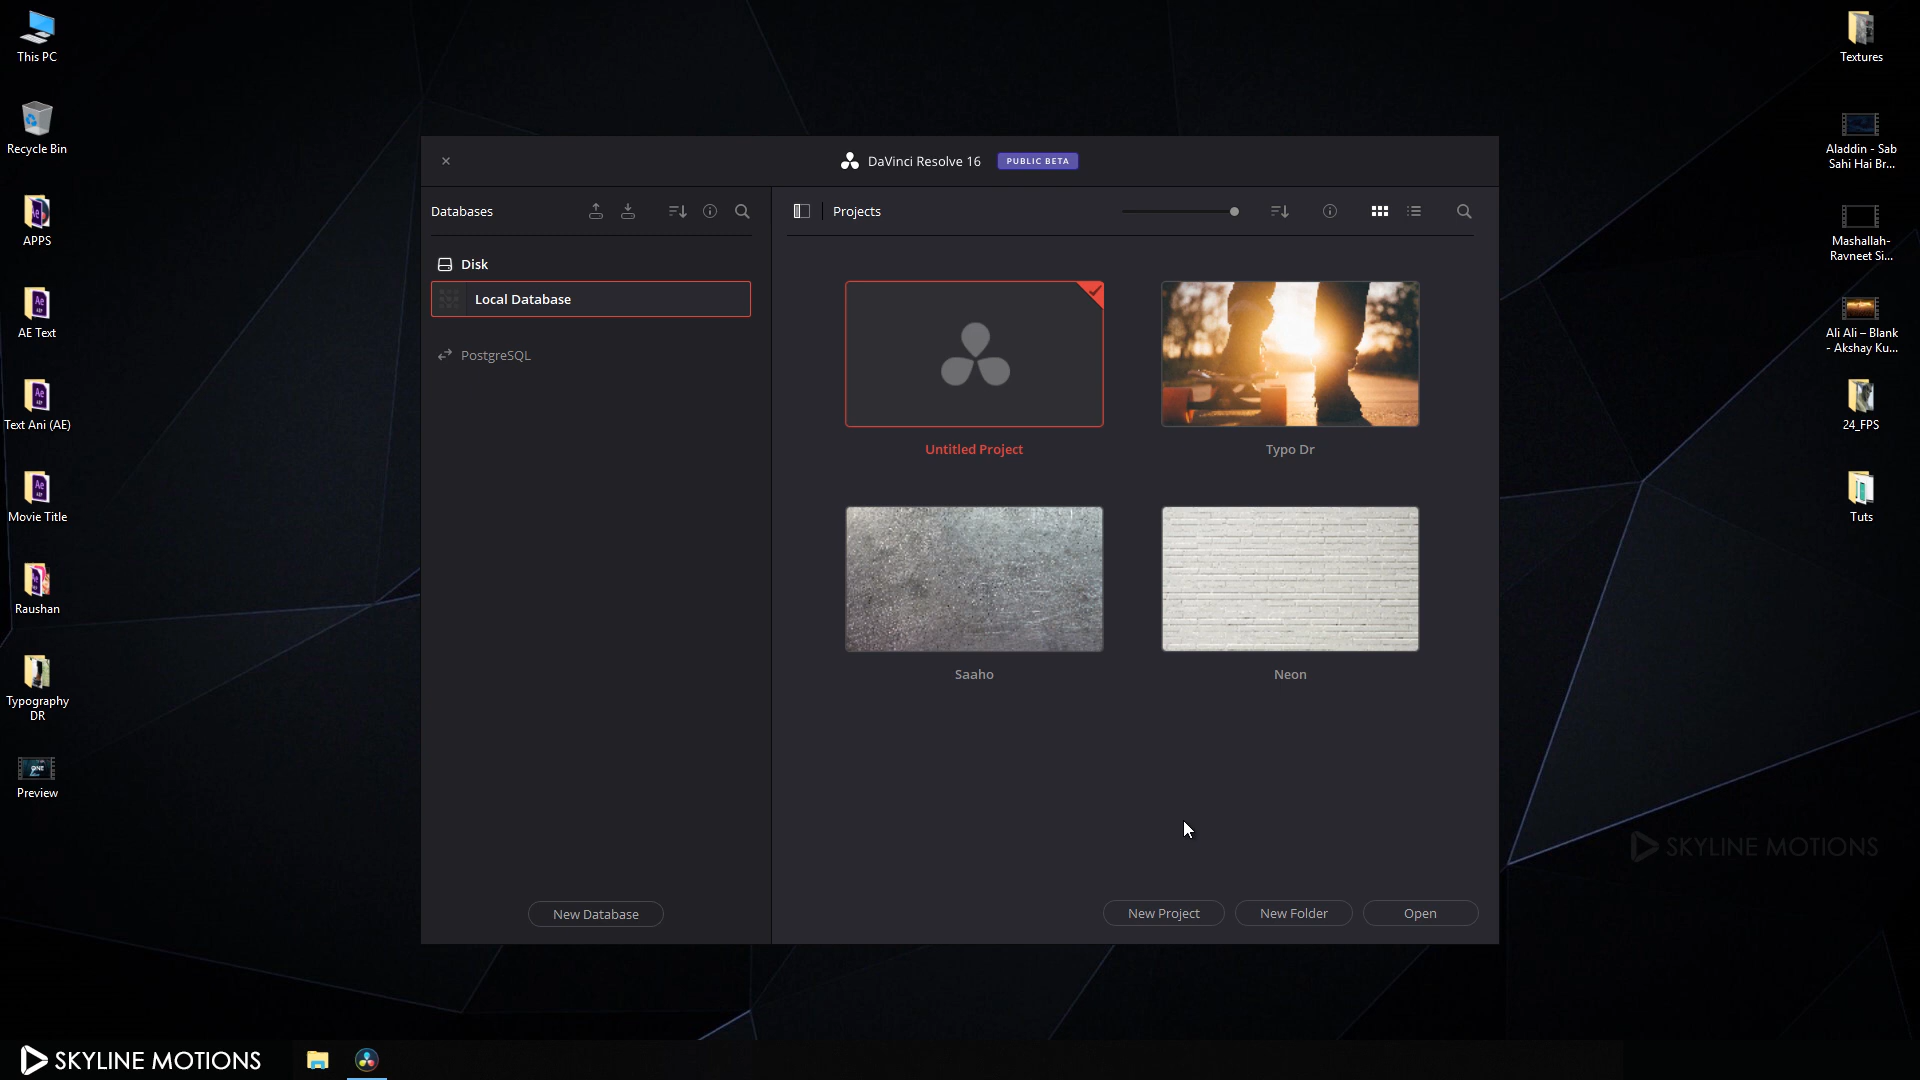 This PC
Recycle Bin
APPS
AE Text
Text Ani (AE)
Movie Title
Raushan
Typography
DR
Preview
DaVinci Resolve 16
PUBLIC BETA
Databases
Projects
Disk
Local Database
PostgreSQL
Untitled Project
Typo Dr
Saaho
Neon
New Database
New Project
New Folder
Open
Textures
Aladdin - Sab
Sahi Hai Br...
Mashallah-
Ravneet Si...
Ali Ali – Blank
- Akshay Ku...
24_FPS
Tuts
SKYLINE MOTIONS
SKYLINE MOTIONS